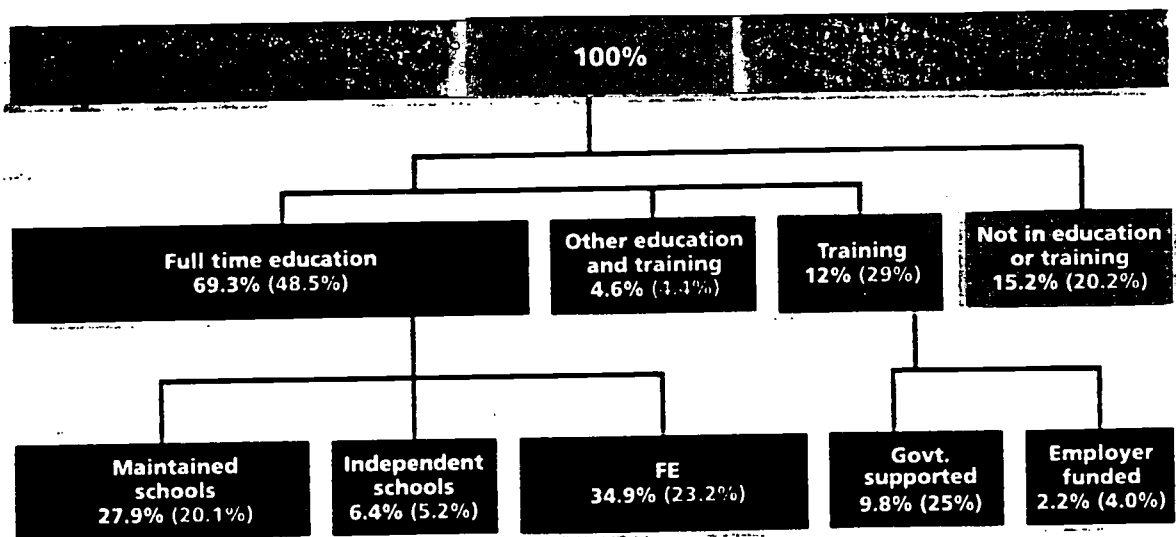 100%
Full time education
69.3% (48.5%)
Other education
and training
4.6%
Training
12% (29%)
Not in education
or training
15.2% (20.2%)
Maintained
schools
27.9% (20.1%)
Independent
schools
6.4% (5.2%)
FE
34.9% (23.2%)
Govt.
supported
9.8% (25%)
Employer
funded
2.2% (4.0%)